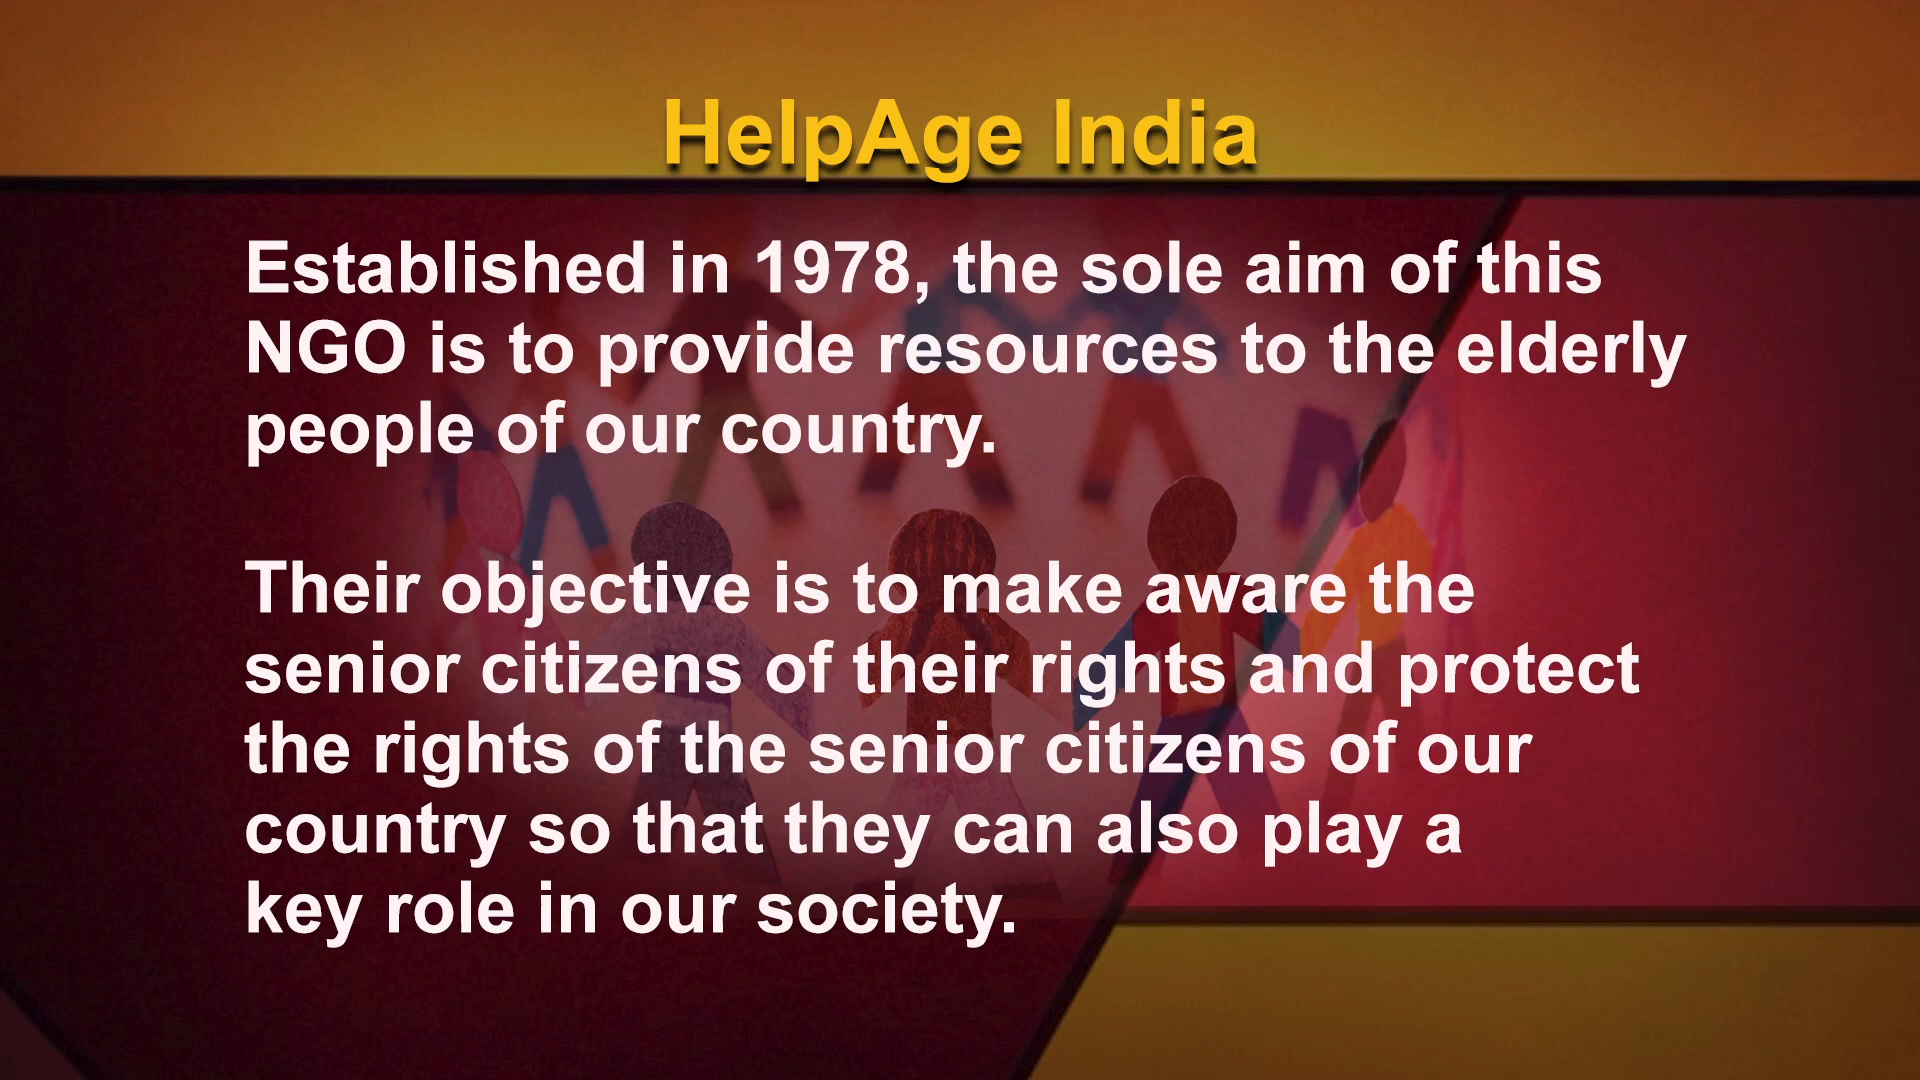 HelpAge India
Established in 1978, the sole aim of this
NGO is to provide resources to the elderly
people of our country.
Their objective is to make aware the
senior citizens of their rights and protect
the rights of the senior citizens of our
country so that they can also play a
key role in our society.